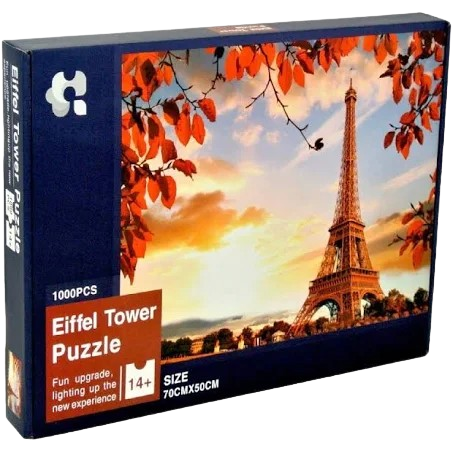 1000PCS
Eiffel Tower
Puzzle
Fun upgrade,
lighting up the
new experience
14+
SIZE
70CMX50CM
Eiffel Tower Puzzle